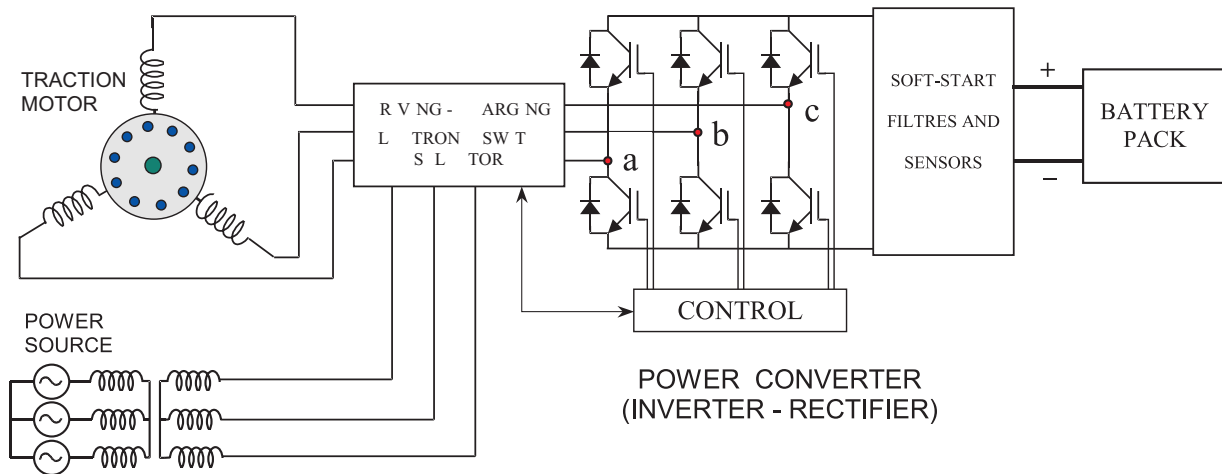 TRACTION
MOTOR
R V NG - ARG NG
L TRON SW T
S L TOR
a
b
c
SOFT-START
FILTRES AND
SENSORS
+
−
BATTERY
PACK
CONTROL
POWER
SOURCE
POWER CONVERTER
(INVERTER - RECTIFIER)